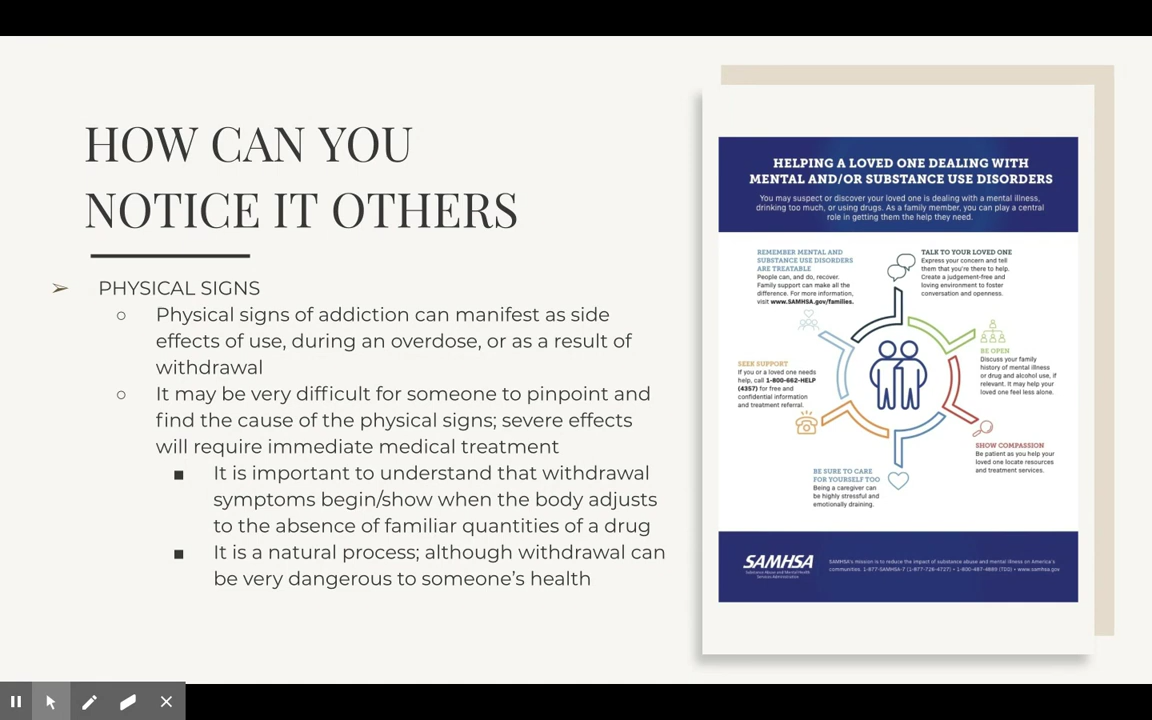 HOW CAN YOU
NOTICE IT OTHERS
➢ PHYSICAL SIGNS
○ Physical signs of addiction can manifest as side
effects of use, during an overdose, or as a result of
withdrawal
○ It may be very difficult for someone to pinpoint and
find the cause of the physical signs; severe effects
will require immediate medical treatment
■ It is important to understand that withdrawal
symptoms begin/show when the body adjusts
to the absence of familiar quantities of a drug
■ It is a natural process; although withdrawal can
be very dangerous to someone's health
HELPING A LOVED ONE DEALING WITH
MENTAL AND/OR SUBSTANCE USE DISORDERS
You may suspect or discover your loved one is dealing with a mental illness,
drinking too much, or using drugs. As a family member, you can play a central
role in getting them the help they need.
REMEMBER MENTAL AND
SUBSTANCE USE DISORDERS
ARE TREATABLE
People can, and do, recover.
Family support can make all the
difference. For more information,
visit www.SAMHSA.gov/families.
TALK TO YOUR LOVED ONE
Express your concern and tell
them that you're there to help.
Create a judgement-free and
loving environment to foster
conversation and openness.
BE OPEN
Discuss your family
history of mental illness
or drug and alcohol use, if
relevant. It may help your
loved one feel less alone.
SEEK SUPPORT
If you or a loved one needs
help, call 1-800-662-HELP
(4357) for free and
confidential information
and treatment referral.
SHOW COMPASSION
Be patient as you help your
loved one locate resources
and treatment services.
BE SURE TO CARE
FOR YOURSELF TOO
Being a caregiver can
be highly stressful and
emotionally draining.
SAMHSA
Substance Abuse and Mental Health
Services Administration
SAMHSA's mission is to reduce the impact of substance abuse and mental illness on America's
communities. 1-877-SAMHSA-7 (1-877-726-4727) • 1-800-487-4889 (TDD) • www.samhsa.gov